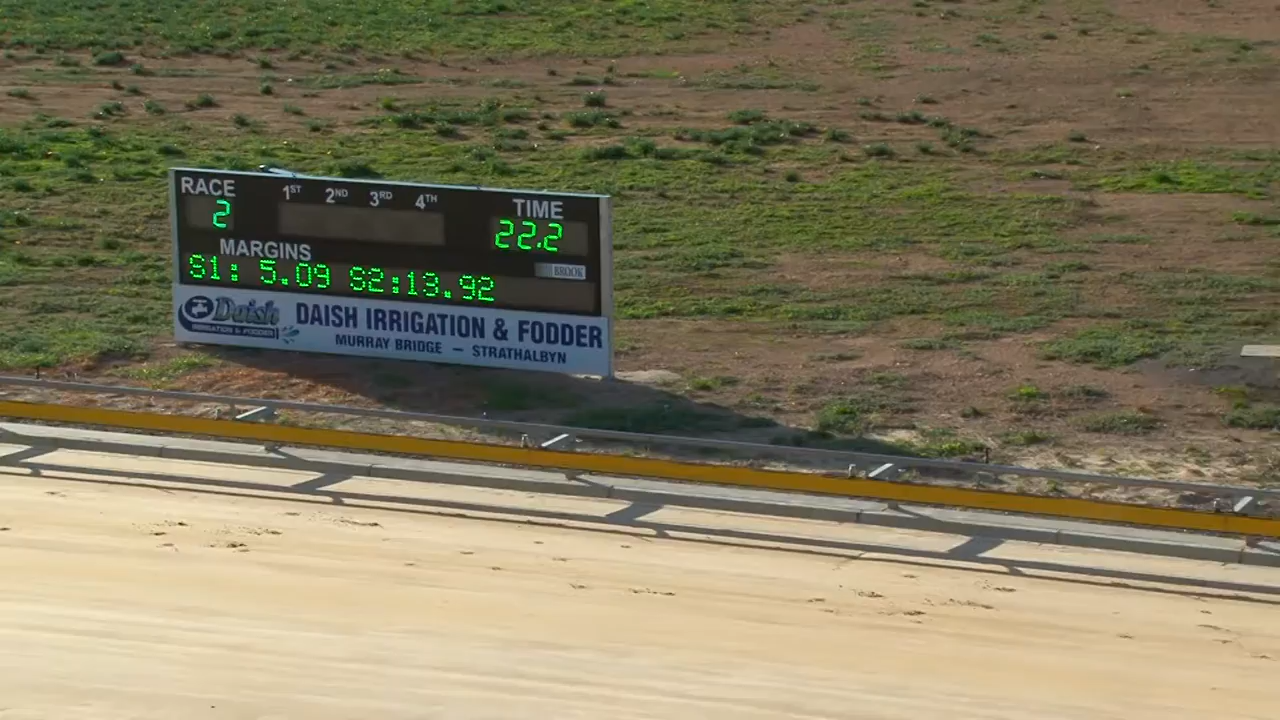 RACE 1ST 2ND 3RD 4TH TIME
2 22.2
MARGINS
S1: 5.09 S2:13.92
BROOK
Daish
IRRIGATION & FODDER
DAISH IRRIGATION & FODDER
MURRAY BRIDGE – STRATHALBYN